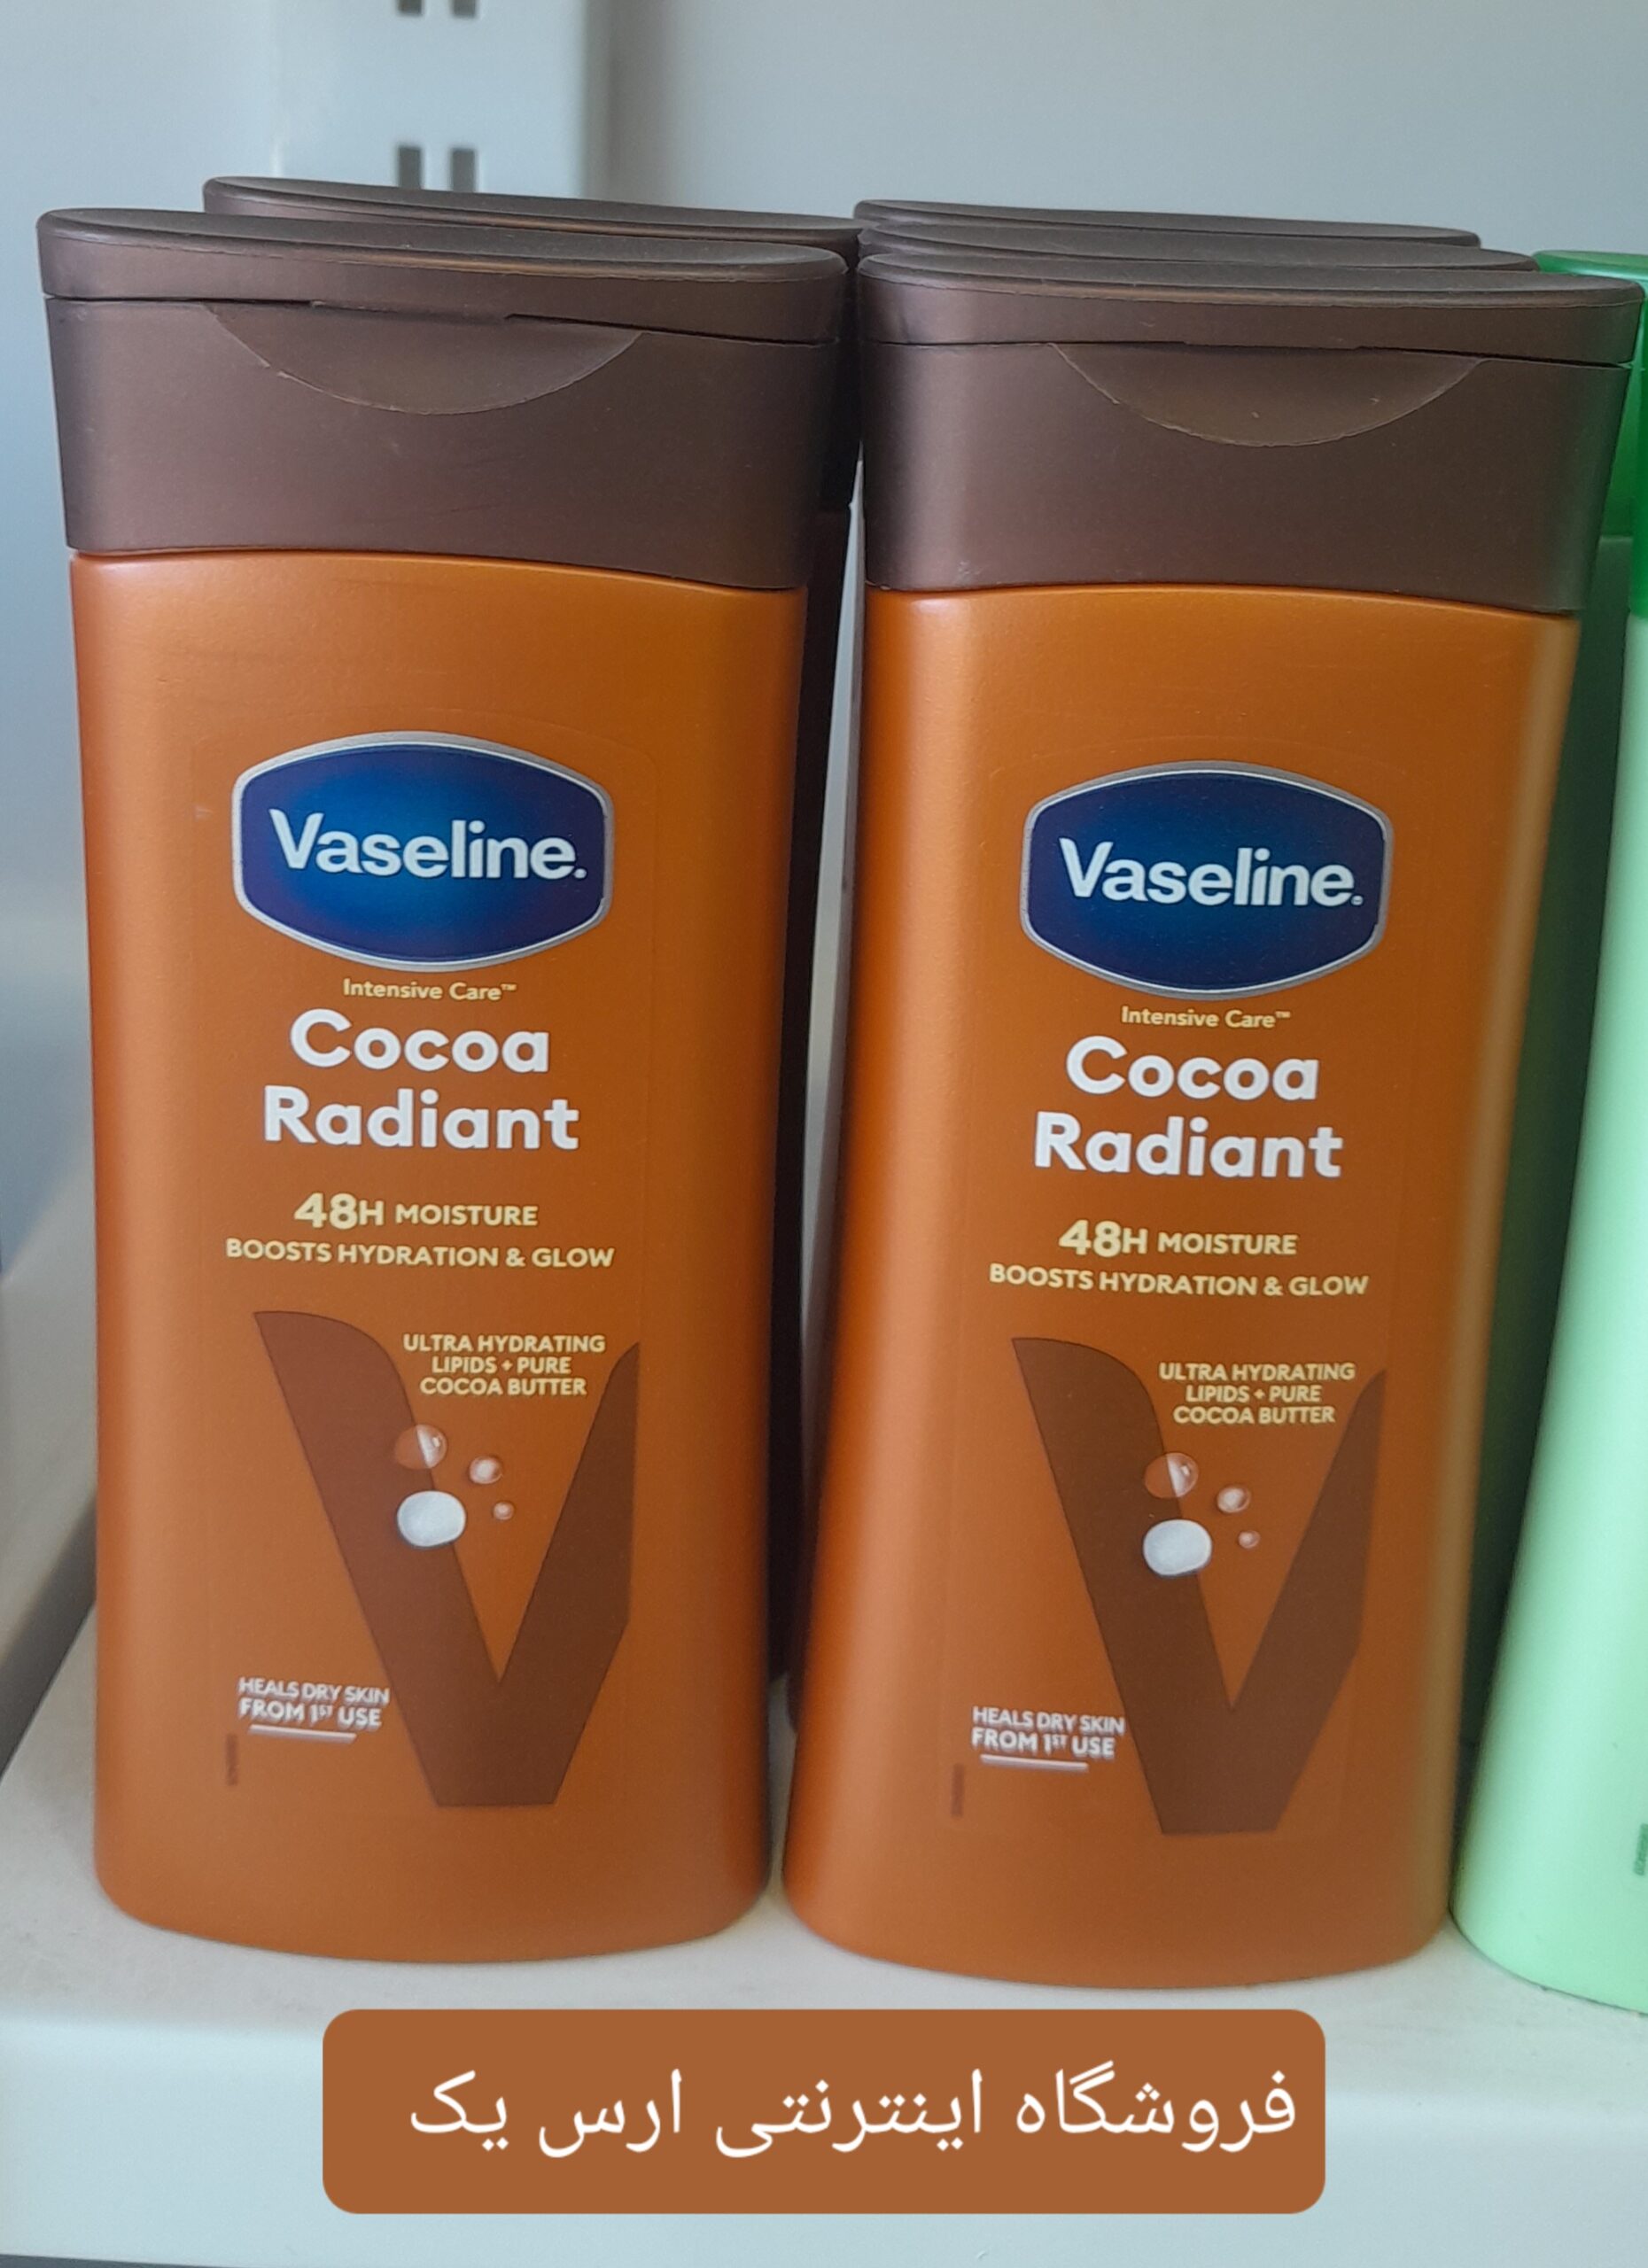 Vaseline.
Intensive Care™
Cocoa
Radiant
48H MOISTURE
BOOSTS HYDRATION & GLOW
ULTRA HYDRATING
LIPIDS + PURE
COCOA BUTTER
HEALS DRY SKIN
FROM 1ST USE
Vaseline.
Intensive Care™
Cocoa
Radiant
48H MOISTURE
BOOSTS HYDRATION & GLOW
ULTRA HYDRATING
LIPIDS + PURE
COCOA BUTTER
HEALS DRY SKIN
FROM 1ST USE
فروشگاه اینترنتی ارس یک